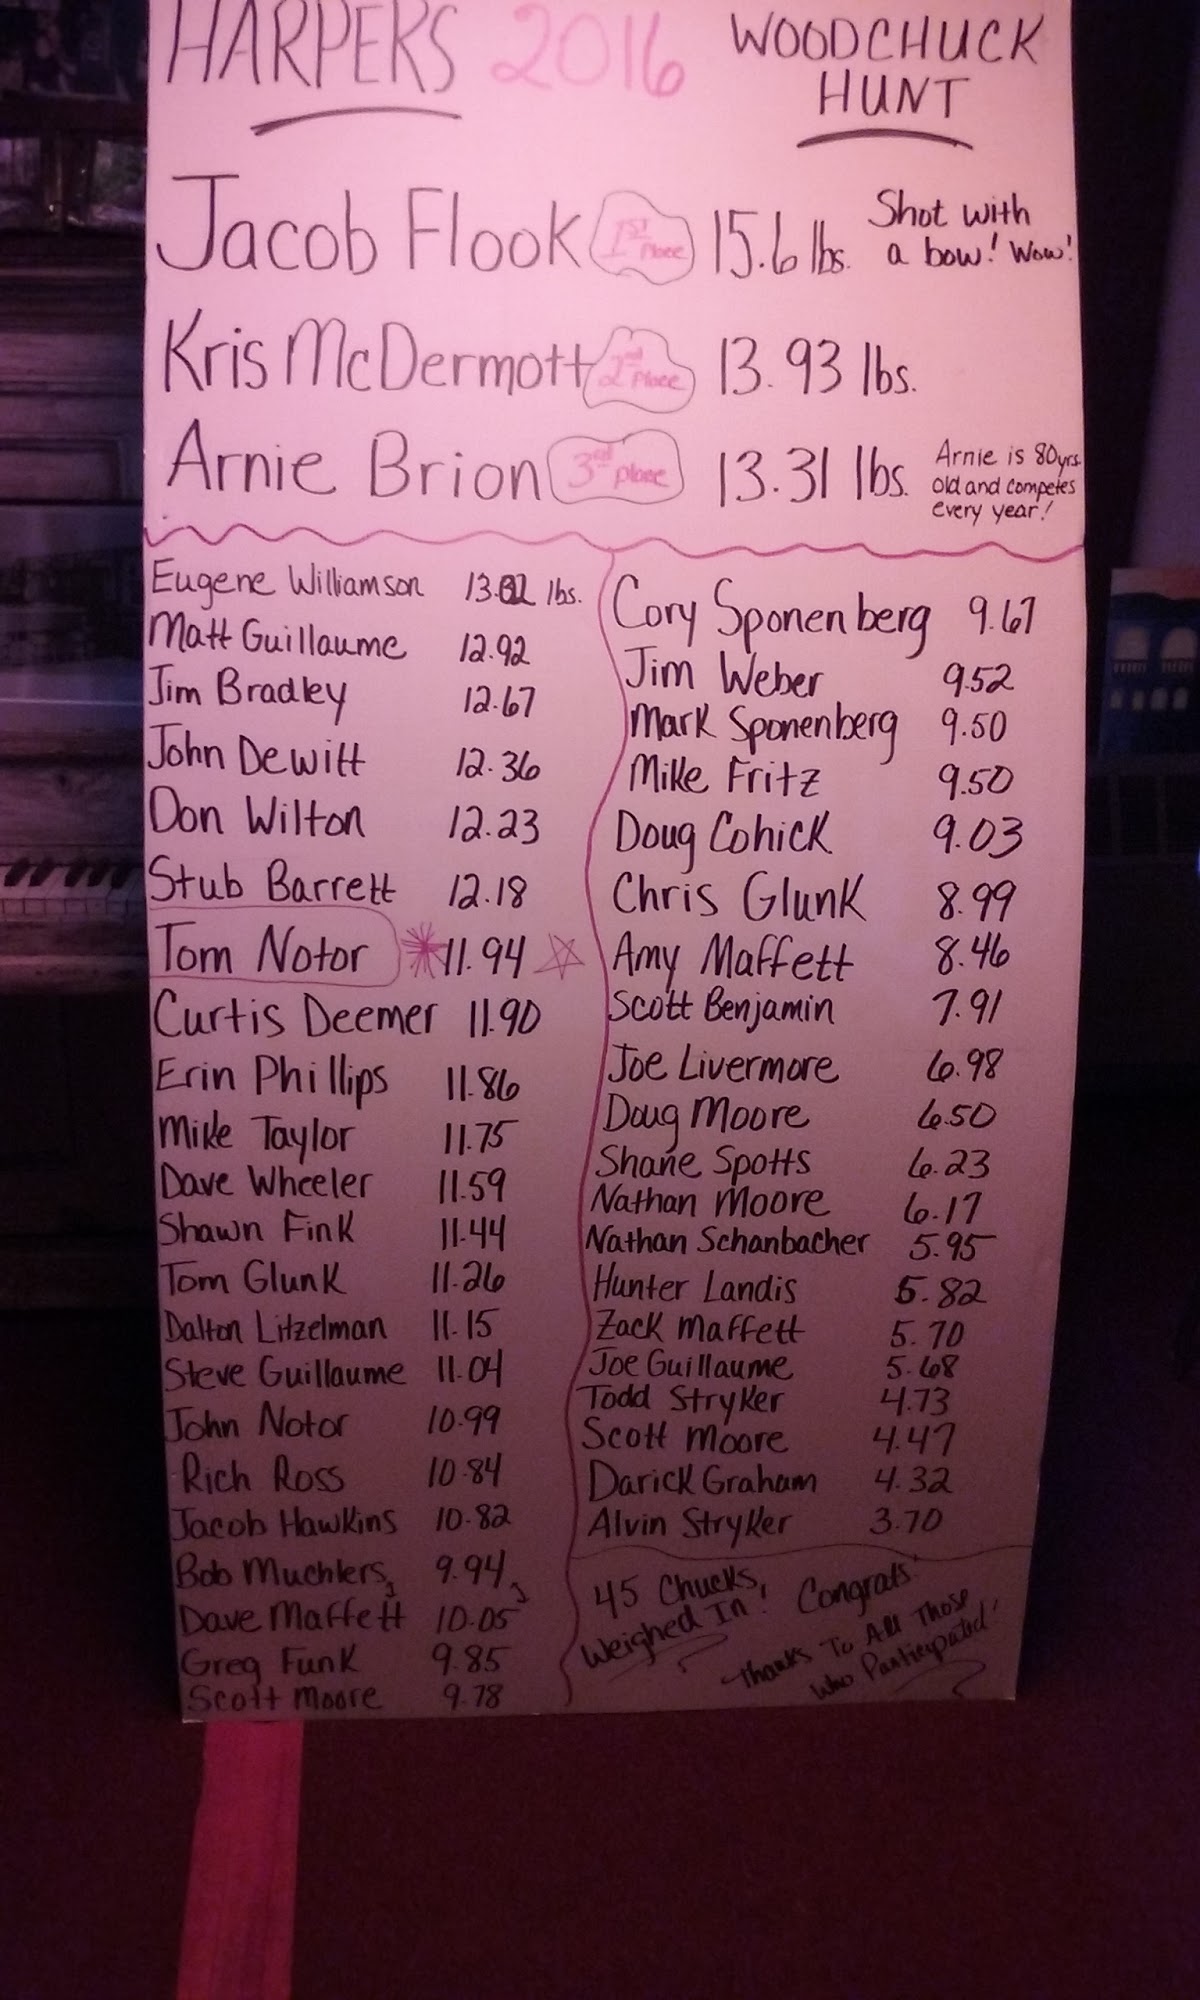 HARPERS 2016 WOODCHUCK
HUNT
Jacob Flook 1ST Place 15.6 lbs. Shot with
a bow! Wow!
Kris McDermott 2nd Place 13.93 lbs.
Arnie Brion 3rd Place 13.31 lbs. Arnie is 80yrs.
old and competes
every year!
Eugene Williamson lbs.
Matt Guillaume 12.92
Jim Bradley 12.67
John Dewitt 12.36
Don Wilton 12.23
Stub Barrett 12.18
Tom Notor 11.94
Curtis Deemer 11.90
Erin Phillips 11.86
Mike Taylor 11.75
Dave Wheeler 11.59
Shawn Fink 11.44
Tom Glunk 11.26
Dalton Litzelman 11.15
Steve Guillaume 11.04
John Notor 10.99
Rich Ross 10.84
Jacob Hawkins 10.82
Bob Muchlers 9.94
Dave Maffett 10.05
Greg Funk 9.85
Scott Moore 9.78
Cory Sponenberg 9.67
Jim Weber 9.52
Mark Sponenberg 9.50
Mike Fritz 9.50
Doug Cohick 9.03
Chris Glunk 8.99
Amy Maffett 8.46
Scott Benjamin 7.91
Joe Livermore 6.98
Doug Moore 6.50
Shane Spotts 6.23
Nathan Moore 6.17
Nathan Schanbacher 5.95
Hunter Landis 5.82
Zack Maffett 5.70
Joe Guillaume 5.68
Todd Stryker 4.73
Scott Moore 4.47
Darick Graham 4.32
Alvin Stryker 3.70
45 Chucks,
Weighed In!
Congrats!
Thanks To All Those
Who Participated!